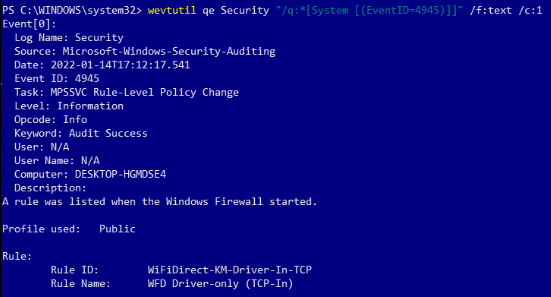 PS C:\WINDOWS\system32> wevtutil qe Security "/q:*[System [(EventID=4945)]]" /f:text /c:1
Event[0]:
Log Name: Security
Source: Microsoft-Windows-Security-Auditing
Date: 2022-01-14T17:12:17.541
Event ID: 4945
Task: MPSSVC Rule-Level Policy Change
Level: Information
Opcode: Info
Keyword: Audit Success
User: N/A
User Name: N/A
Computer: DESKTOP-HGMDSE4
Description:
A rule was listed when the Windows Firewall started.
Profile used: Public
Rule:
Rule ID: WiFiDirect-KM-Driver-In-TCP
Rule Name: WFD Driver-only (TCP-In)